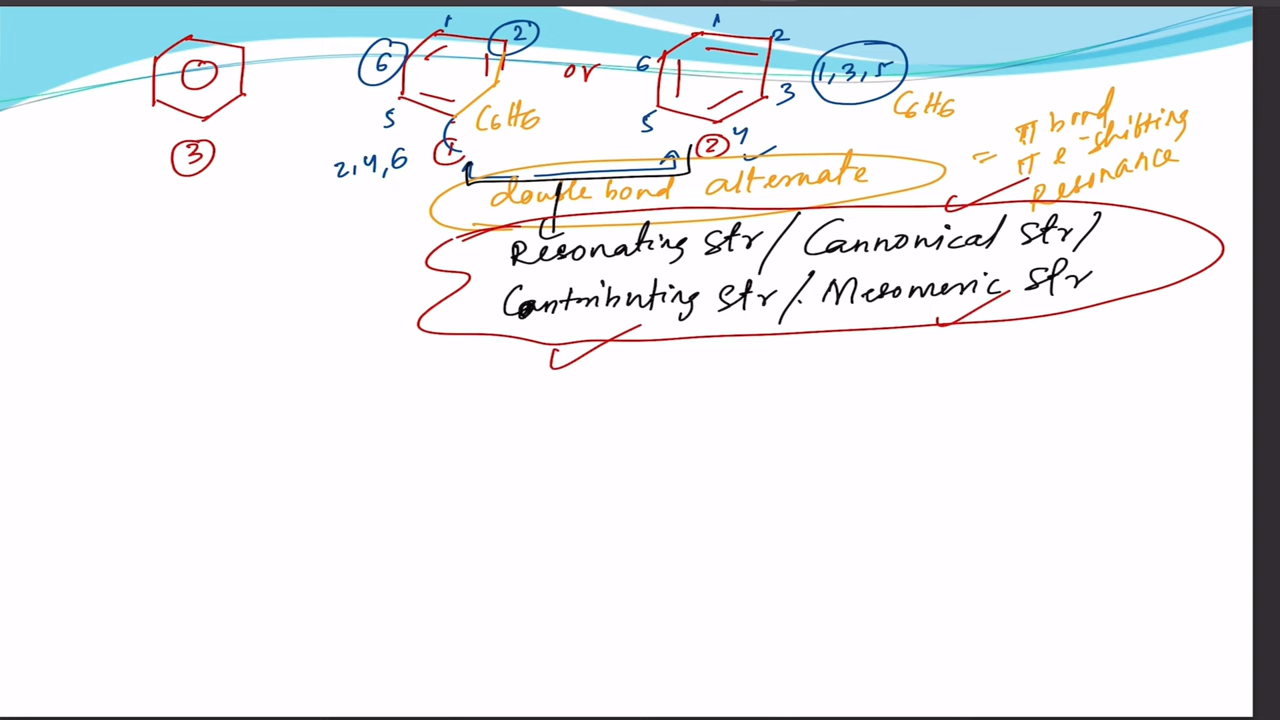 1
2
6
5
C6H6
2, 4, 6
1
or
1
2
6
3
5
4
1, 3, 5
C6H6
3
2
double bond alternate
= π bond
π e- shifting
Resonance
Resonating str / Cannonical str /
Contributing str / Mesomeric str